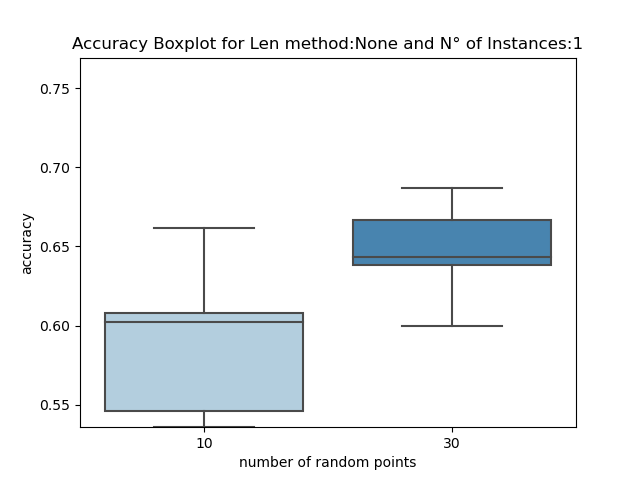 Accuracy Boxplot for Len method:None and N° of Instances:1
0.75
0.70
0.65
0.60
0.55
accuracy
10
30
number of random points